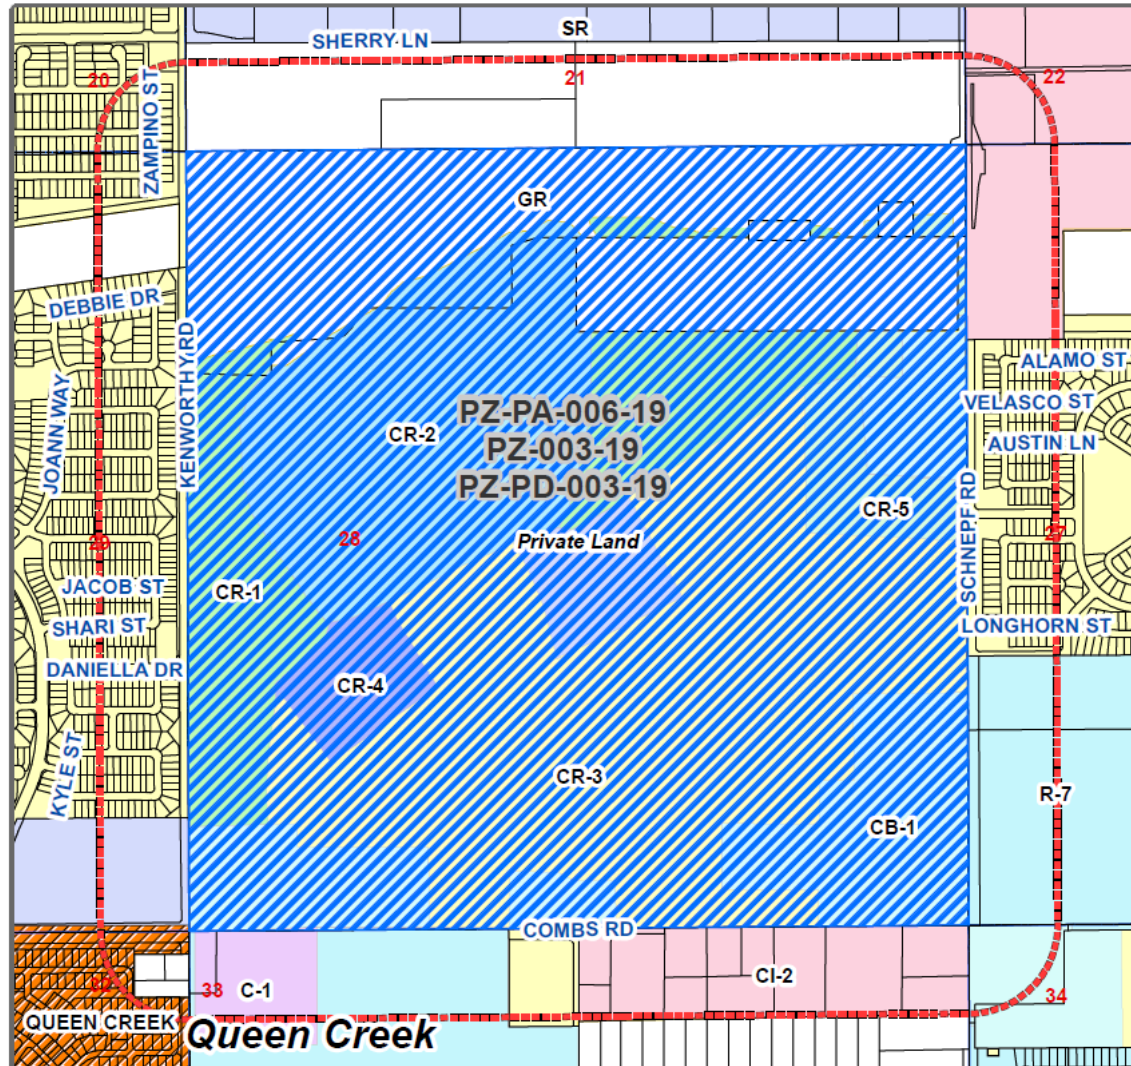 SR
SHERRY LN
20
21
22
ZAMPINO ST
GR
DEBBIE DR
KENWORTHY RD
ALAMO ST
JOANN WAY
VELASCO ST
PZ-PA-006-19
CR-2
PZ-003-19
AUSTIN LN
PZ-PD-003-19
CR-5
SCHNEPF RD
29
28
Private Land
27
JACOB ST
CR-1
SHARI ST
LONGHORN ST
DANIELLA DR
CR-4
KYLE ST
CR-3
R-7
CB-1
COMBS RD
32
33
C-1
CI-2
34
QUEEN CREEK
Queen Creek